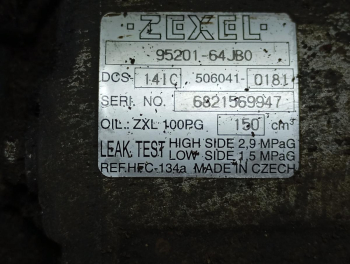 ZEXEL
95201-64JB0
DCS-14IC 506041-0181
SERI. NO. 6821569947
OIL: ZXL 100PG 150 cm³
LEAK. TEST HIGH SIDE 2,9 MPaG
LOW SIDE 1,5 MPaG
REF.HFC-134a MADE IN CZECH